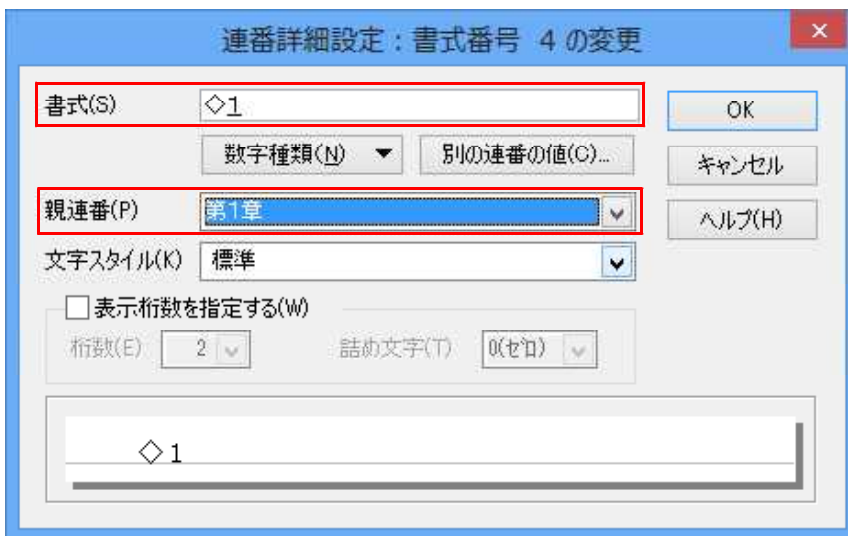 連番詳細設定：書式番号 4 の変更
書式(S) ◇1 OK
数字種類(N) 別の連番の値(C)... キャンセル
親連番(P) 第1章 ヘルプ(H)
文字スタイル(K) 標準
表示桁数を指定する(W)
桁数(E) 2 詰め文字(T) 0(ゼロ)
◇1